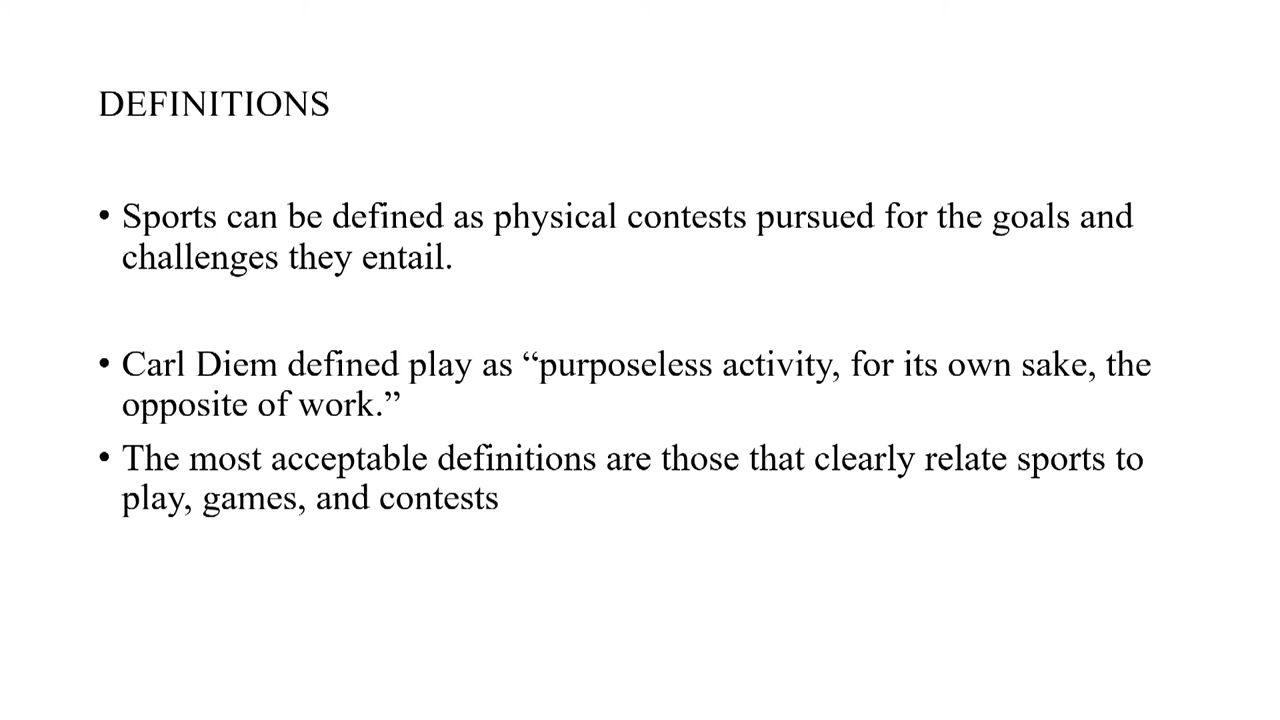 DEFINITIONS
• Sports can be defined as physical contests pursued for the goals and
challenges they entail.
• Carl Diem defined play as “purposeless activity, for its own sake, the
opposite of work.”
• The most acceptable definitions are those that clearly relate sports to
play, games, and contests